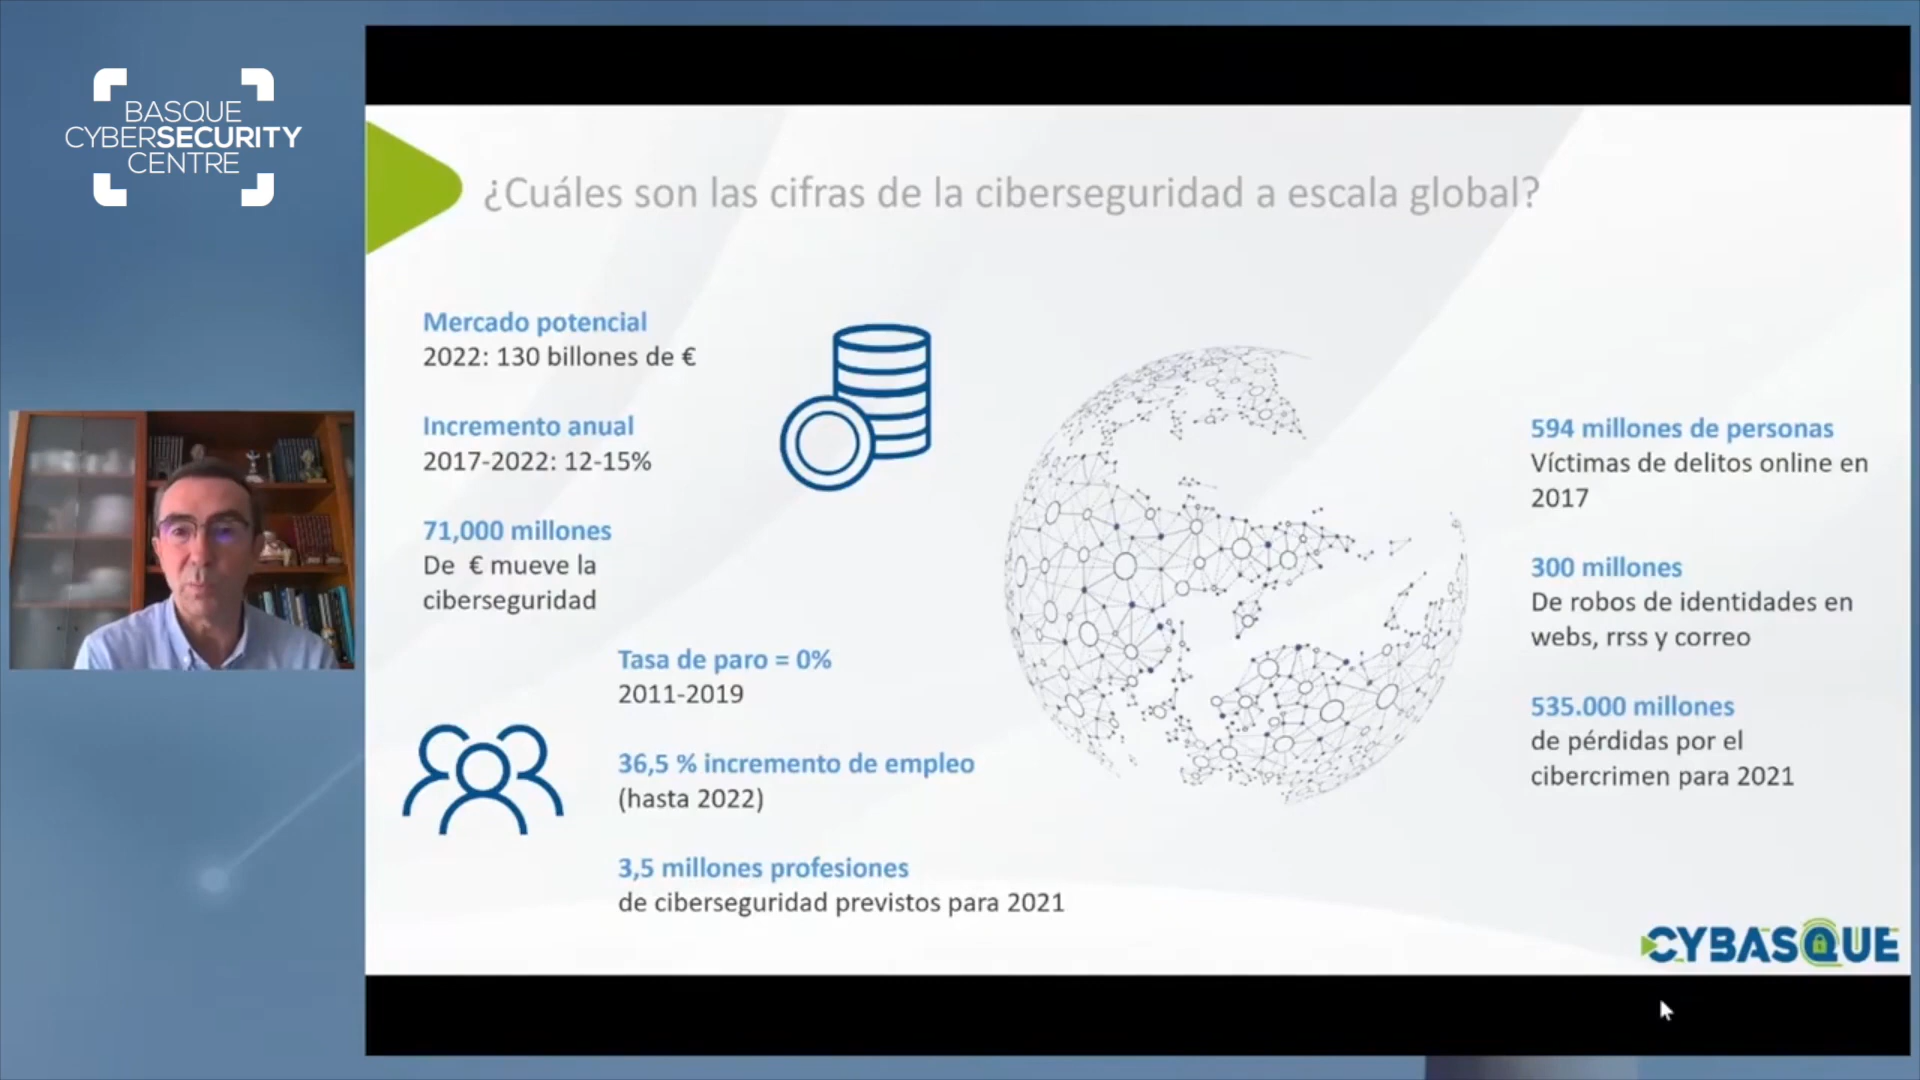 BASQUE
CYBERSECURITY
CENTRE
¿Cuáles son las cifras de la ciberseguridad a escala global?
Mercado potencial
2022: 130 billones de €
Incremento anual
2017-2022: 12-15%
71,000 millones
De € mueve la
ciberseguridad
Tasa de paro = 0%
2011-2019
36,5 % incremento de empleo
(hasta 2022)
3,5 millones profesiones
de ciberseguridad previstos para 2021
594 millones de personas
Víctimas de delitos online en
2017
300 millones
De robos de identidades en
webs, rrss y correo
535.000 millones
de pérdidas por el
cibercrimen para 2021
CYBASQUE